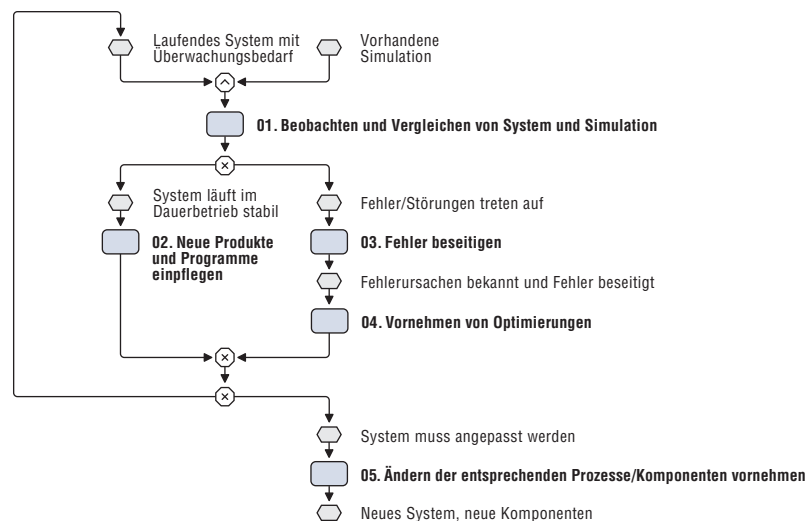 Laufendes System mit
Überwachungsbedarf
Vorhandene
Simulation
01. Beobachten und Vergleichen von System und Simulation
System läuft im
Dauerbetrieb stabil
Fehler/Störungen treten auf
02. Neue Produkte
und Programme
einpflegen
03. Fehler beseitigen
Fehlerursachen bekannt und Fehler beseitigt
04. Vornehmen von Optimierungen
System muss angepasst werden
05. Ändern der entsprechenden Prozesse/Komponenten vornehmen
Neues System, neue Komponenten